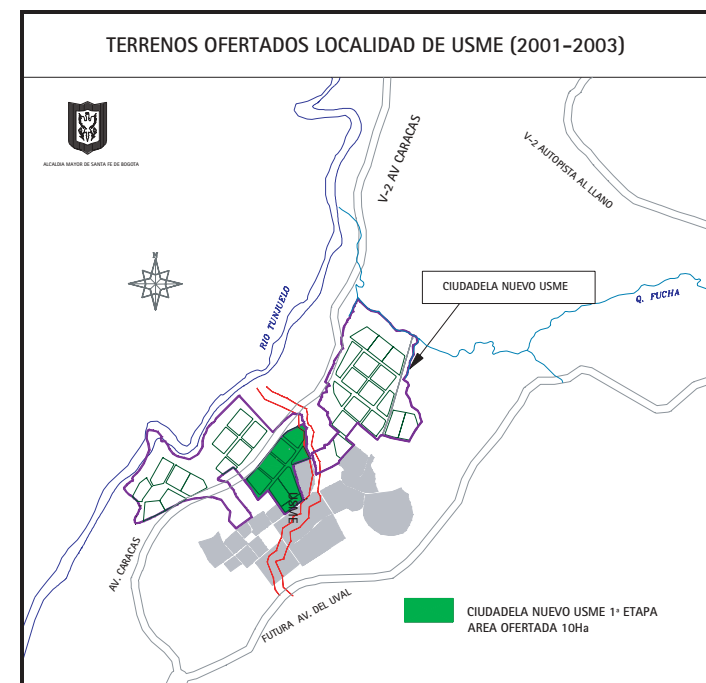 TERRENOS OFERTADOS LOCALIDAD DE USME (2001-2003)
ALCALDIA MAYOR DE SANTA FE DE BOGOTA
N
V-2 AV CARACAS
V-2 AUTOPISTA AL LLANO
RIO TUNJUELO
CIUDADELA NUEVO USME
Q. FUCHA
USME
AV. CARACAS
FUTURA AV. DEL UVAL
CIUDADELA NUEVO USME 1ª ETAPA
AREA OFERTADA 10Ha